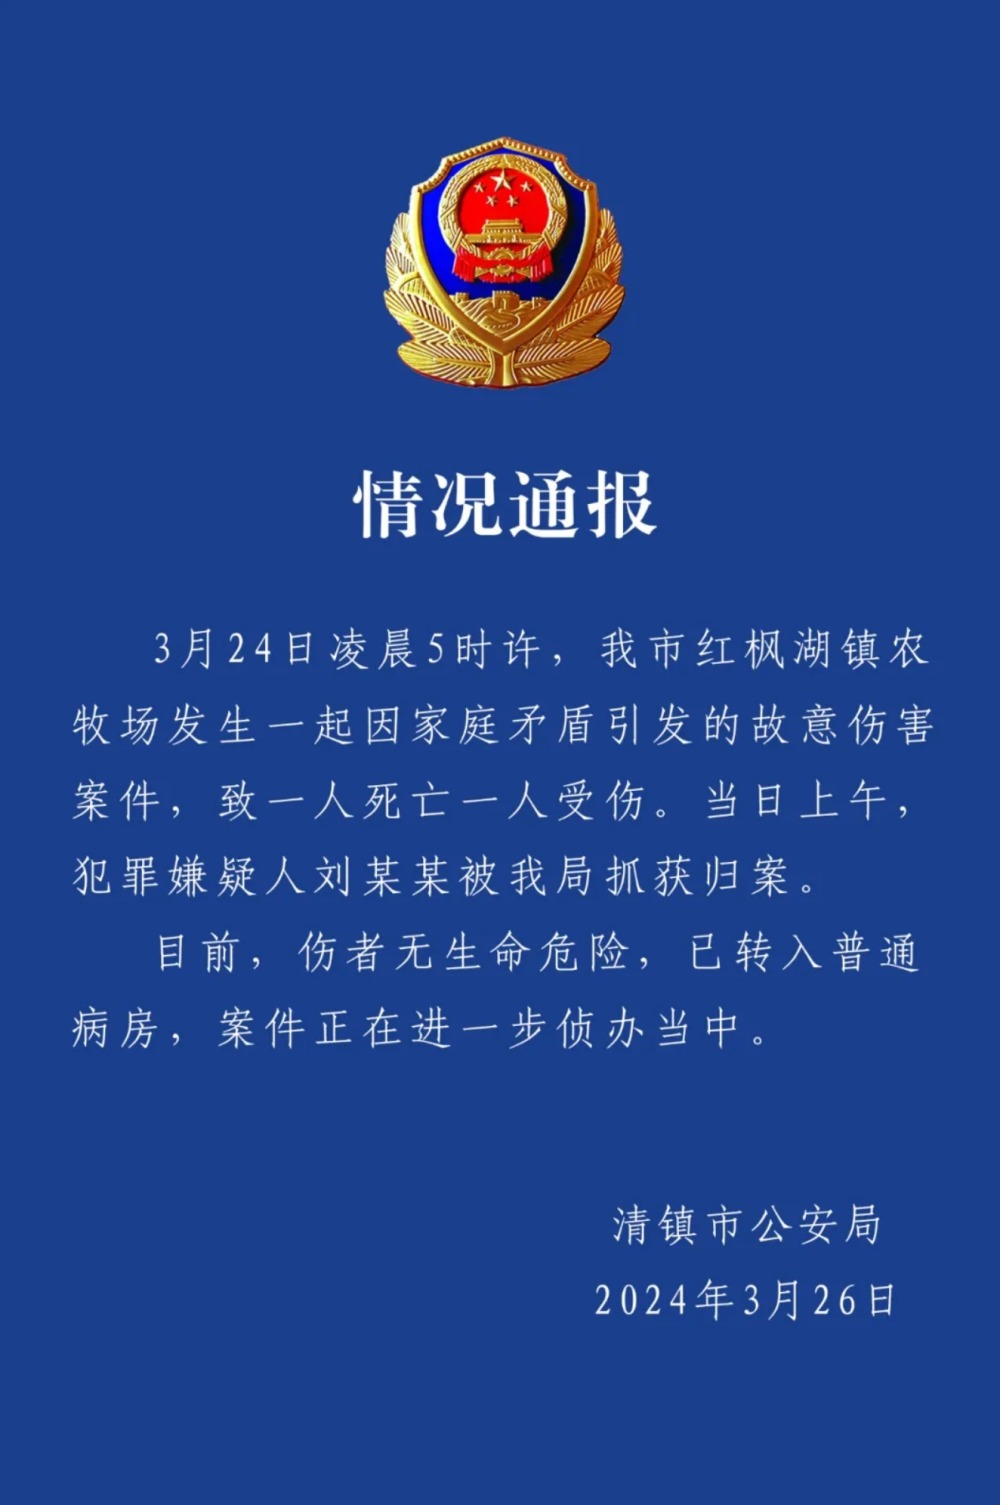 情况通报
3月24日凌晨5时许，我市红枫湖镇农
牧场发生一起因家庭矛盾引发的故意伤害
案件，致一人死亡一人受伤。当日上午，
犯罪嫌疑人刘某某被我局抓获归案。
目前，伤者无生命危险，已转入普通
病房，案件正在进一步侦办当中。
清镇市公安局
2024年3月26日